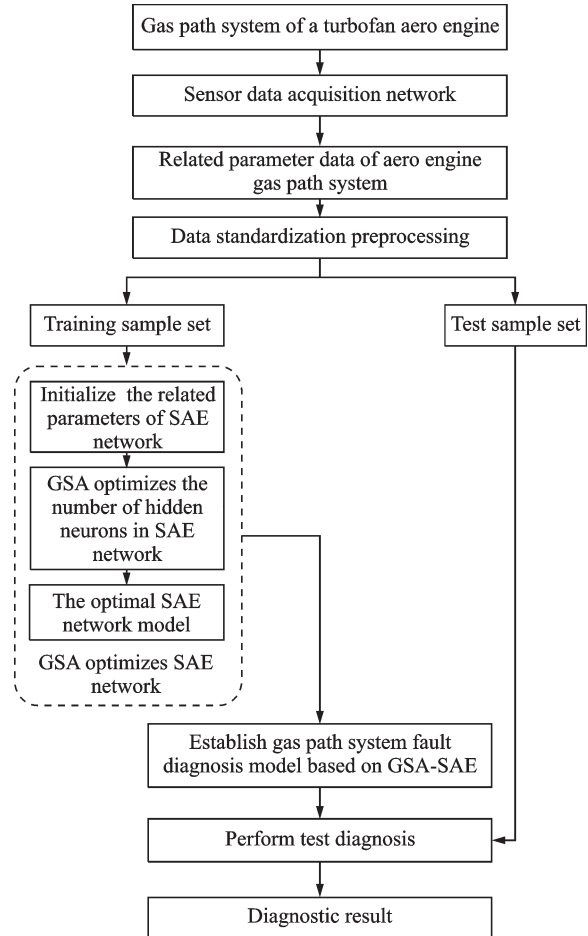 Gas path system of a turbofan aero engine
Sensor data acquisition network
Related parameter data of aero engine
gas path system
Data standardization preprocessing
Training sample set
Test sample set
Initialize the related
parameters of SAE
network
GSA optimizes the
number of hidden
neurons in SAE
network
The optimal SAE
network model
GSA optimizes SAE
network
Establish gas path system fault
diagnosis model based on GSA-SAE
Perform test diagnosis
Diagnostic result